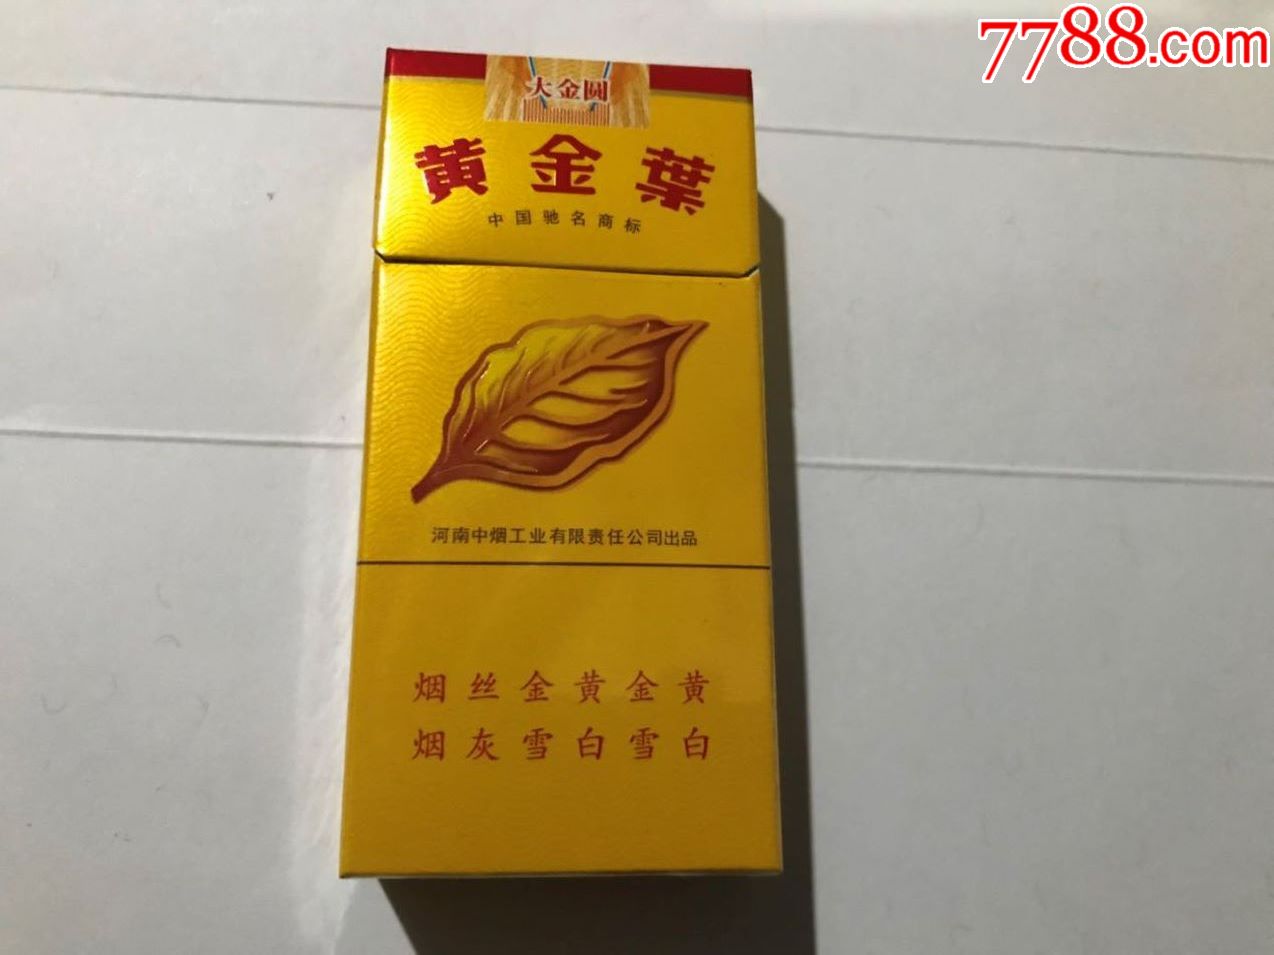 7788.com
大金圆
黄金葉
中国驰名商标
河南中烟工业有限责任公司出品
烟丝金黄金黄
烟灰雪白雪白